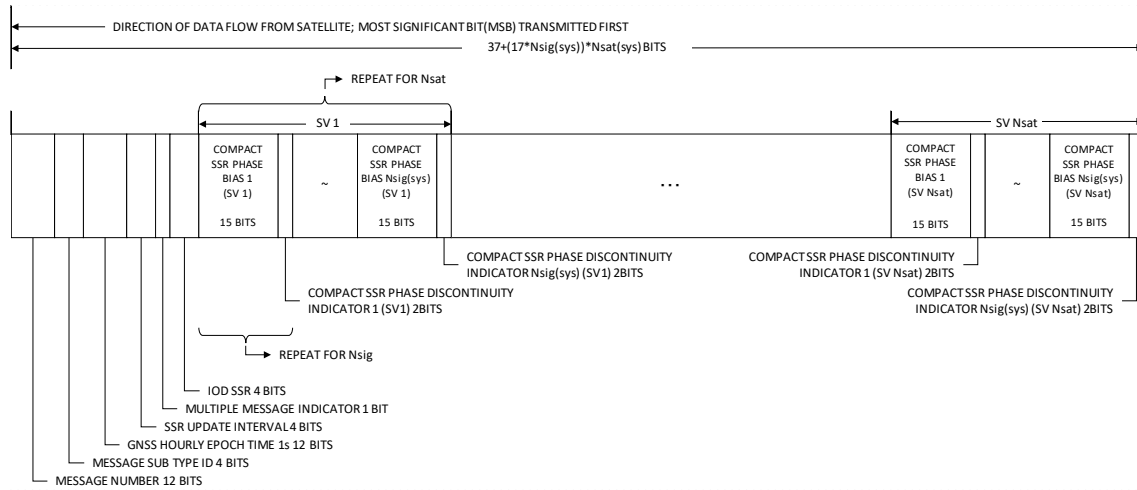 DIRECTION OF DATA FLOW FROM SATELLITE; MOST SIGNIFICANT BIT(MSB) TRANSMITTED FIRST
37+(17*Nsig(sys))*Nsat(sys) BITS
REPEAT FOR Nsat
SV 1
SV Nsat
COMPACT
SSR PHASE
BIAS 1
(SV 1)
15 BITS
~
COMPACT
SSR PHASE
BIAS Nsig(sys)
(SV 1)
15 BITS
...
COMPACT
SSR PHASE
BIAS 1
(SV Nsat)
15 BITS
~
COMPACT
SSR PHASE
BIAS Nsig(sys)
(SV Nsat)
15 BITS
COMPACT SSR PHASE DISCONTINUITY
INDICATOR Nsig(sys) (SV1) 2BITS
COMPACT SSR PHASE DISCONTINUITY
INDICATOR 1 (SV Nsat) 2BITS
COMPACT SSR PHASE DISCONTINUITY
INDICATOR 1 (SV1) 2BITS
COMPACT SSR PHASE DISCONTINUITY
INDICATOR Nsig(sys) (SV Nsat) 2BITS
REPEAT FOR Nsig
IOD SSR 4 BITS
MULTIPLE MESSAGE INDICATOR 1 BIT
SSR UPDATE INTERVAL 4 BITS
GNSS HOURLY EPOCH TIME 1s 12 BITS
MESSAGE SUB TYPE ID 4 BITS
MESSAGE NUMBER 12 BITS